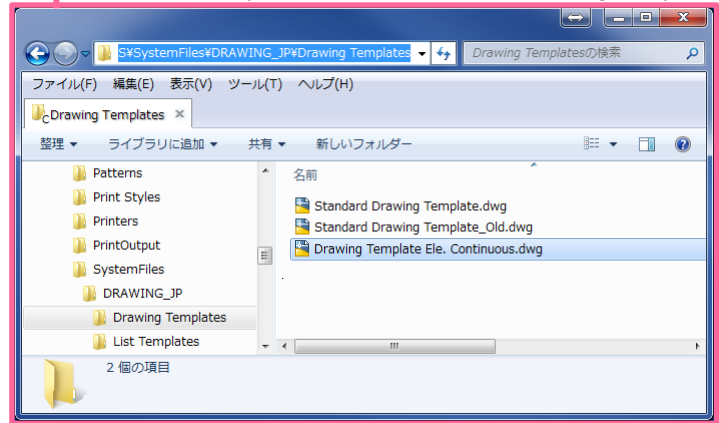 S¥SystemFiles¥DRAWING_JP¥Drawing Templates
Drawing Templatesの検索
ファイル(F) 編集(E) 表示(V) ツール(T) ヘルプ(H)
Drawing Templates
整理 ライブラリに追加 共有 新しいフォルダー
Patterns
Print Styles
Printers
PrintOutput
SystemFiles
DRAWING_JP
Drawing Templates
List Templates
名前
Standard Drawing Template.dwg
Standard Drawing Template_Old.dwg
Drawing Template Ele. Continuous.dwg
2 個の項目